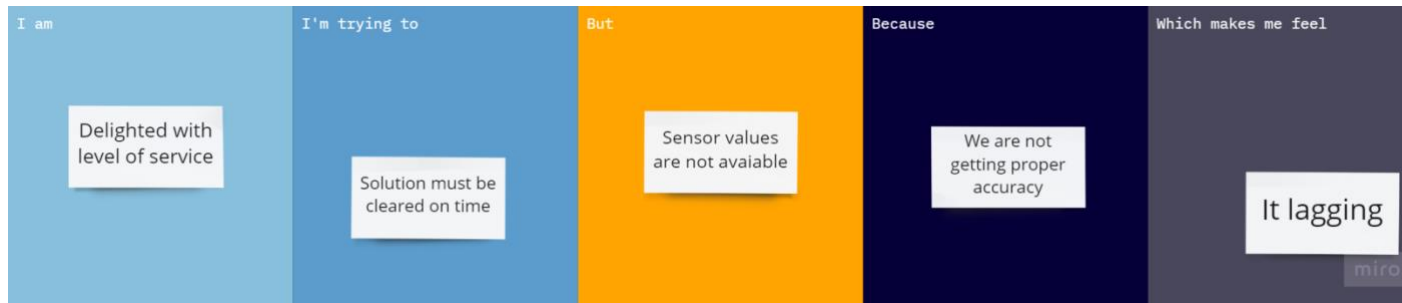 I am
Delighted with
level of service
I'm trying to
Solution must be
cleared on time
But
Sensor values
are not avaiable
Because
We are not
getting proper
accuracy
Which makes me feel
It lagging
miro